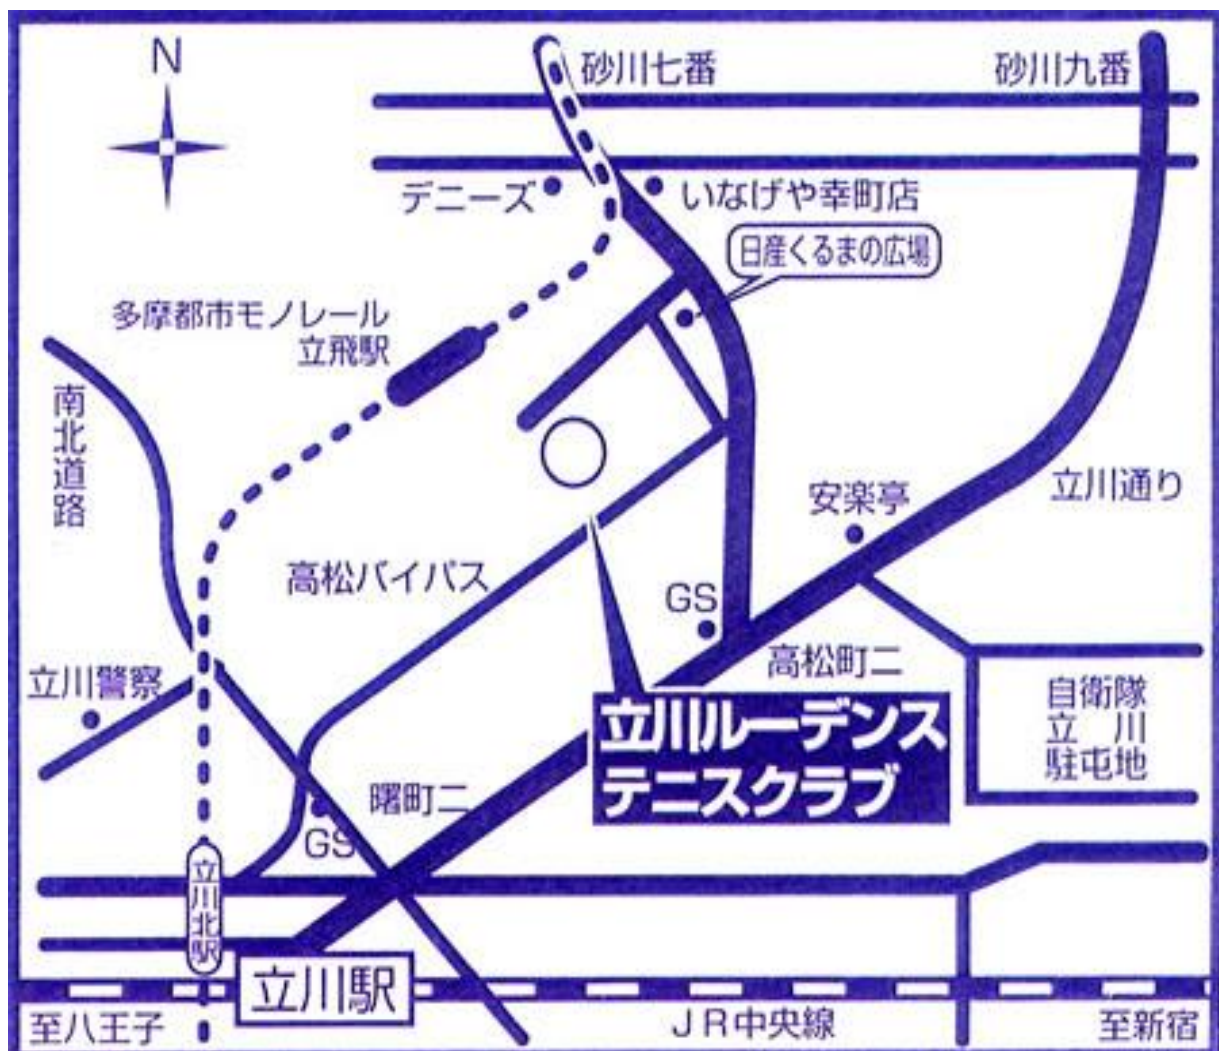 N
砂川七番
砂川九番
デニーズ
いなげや幸町店
日産くるまの広場
多摩都市モノレール
立飛駅
南北道路
立川通り
安楽亭
高松バイパス
GS
高松町二
立川警察
自衛隊
立川
駐屯地
立川ルーデンス
テニスクラブ
曙町二
GS
立川北駅
立川駅
至八王子
JR中央線
至新宿